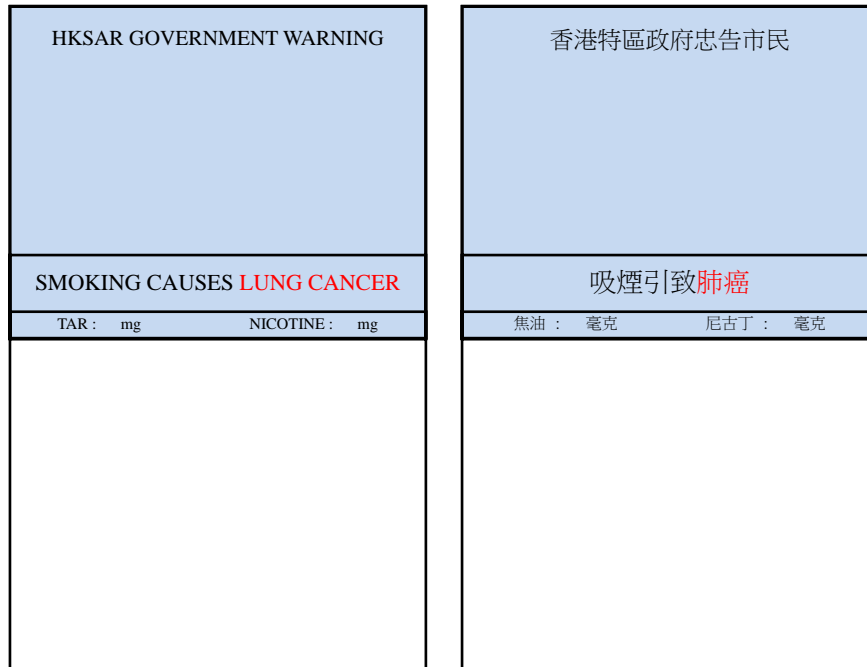 HKSAR GOVERNMENT WARNING
SMOKING CAUSES LUNG CANCER
TAR : mg NICOTINE : mg
香港特區政府忠告市民
吸煙引致肺癌
焦油 : 毫克 尼古丁 : 毫克